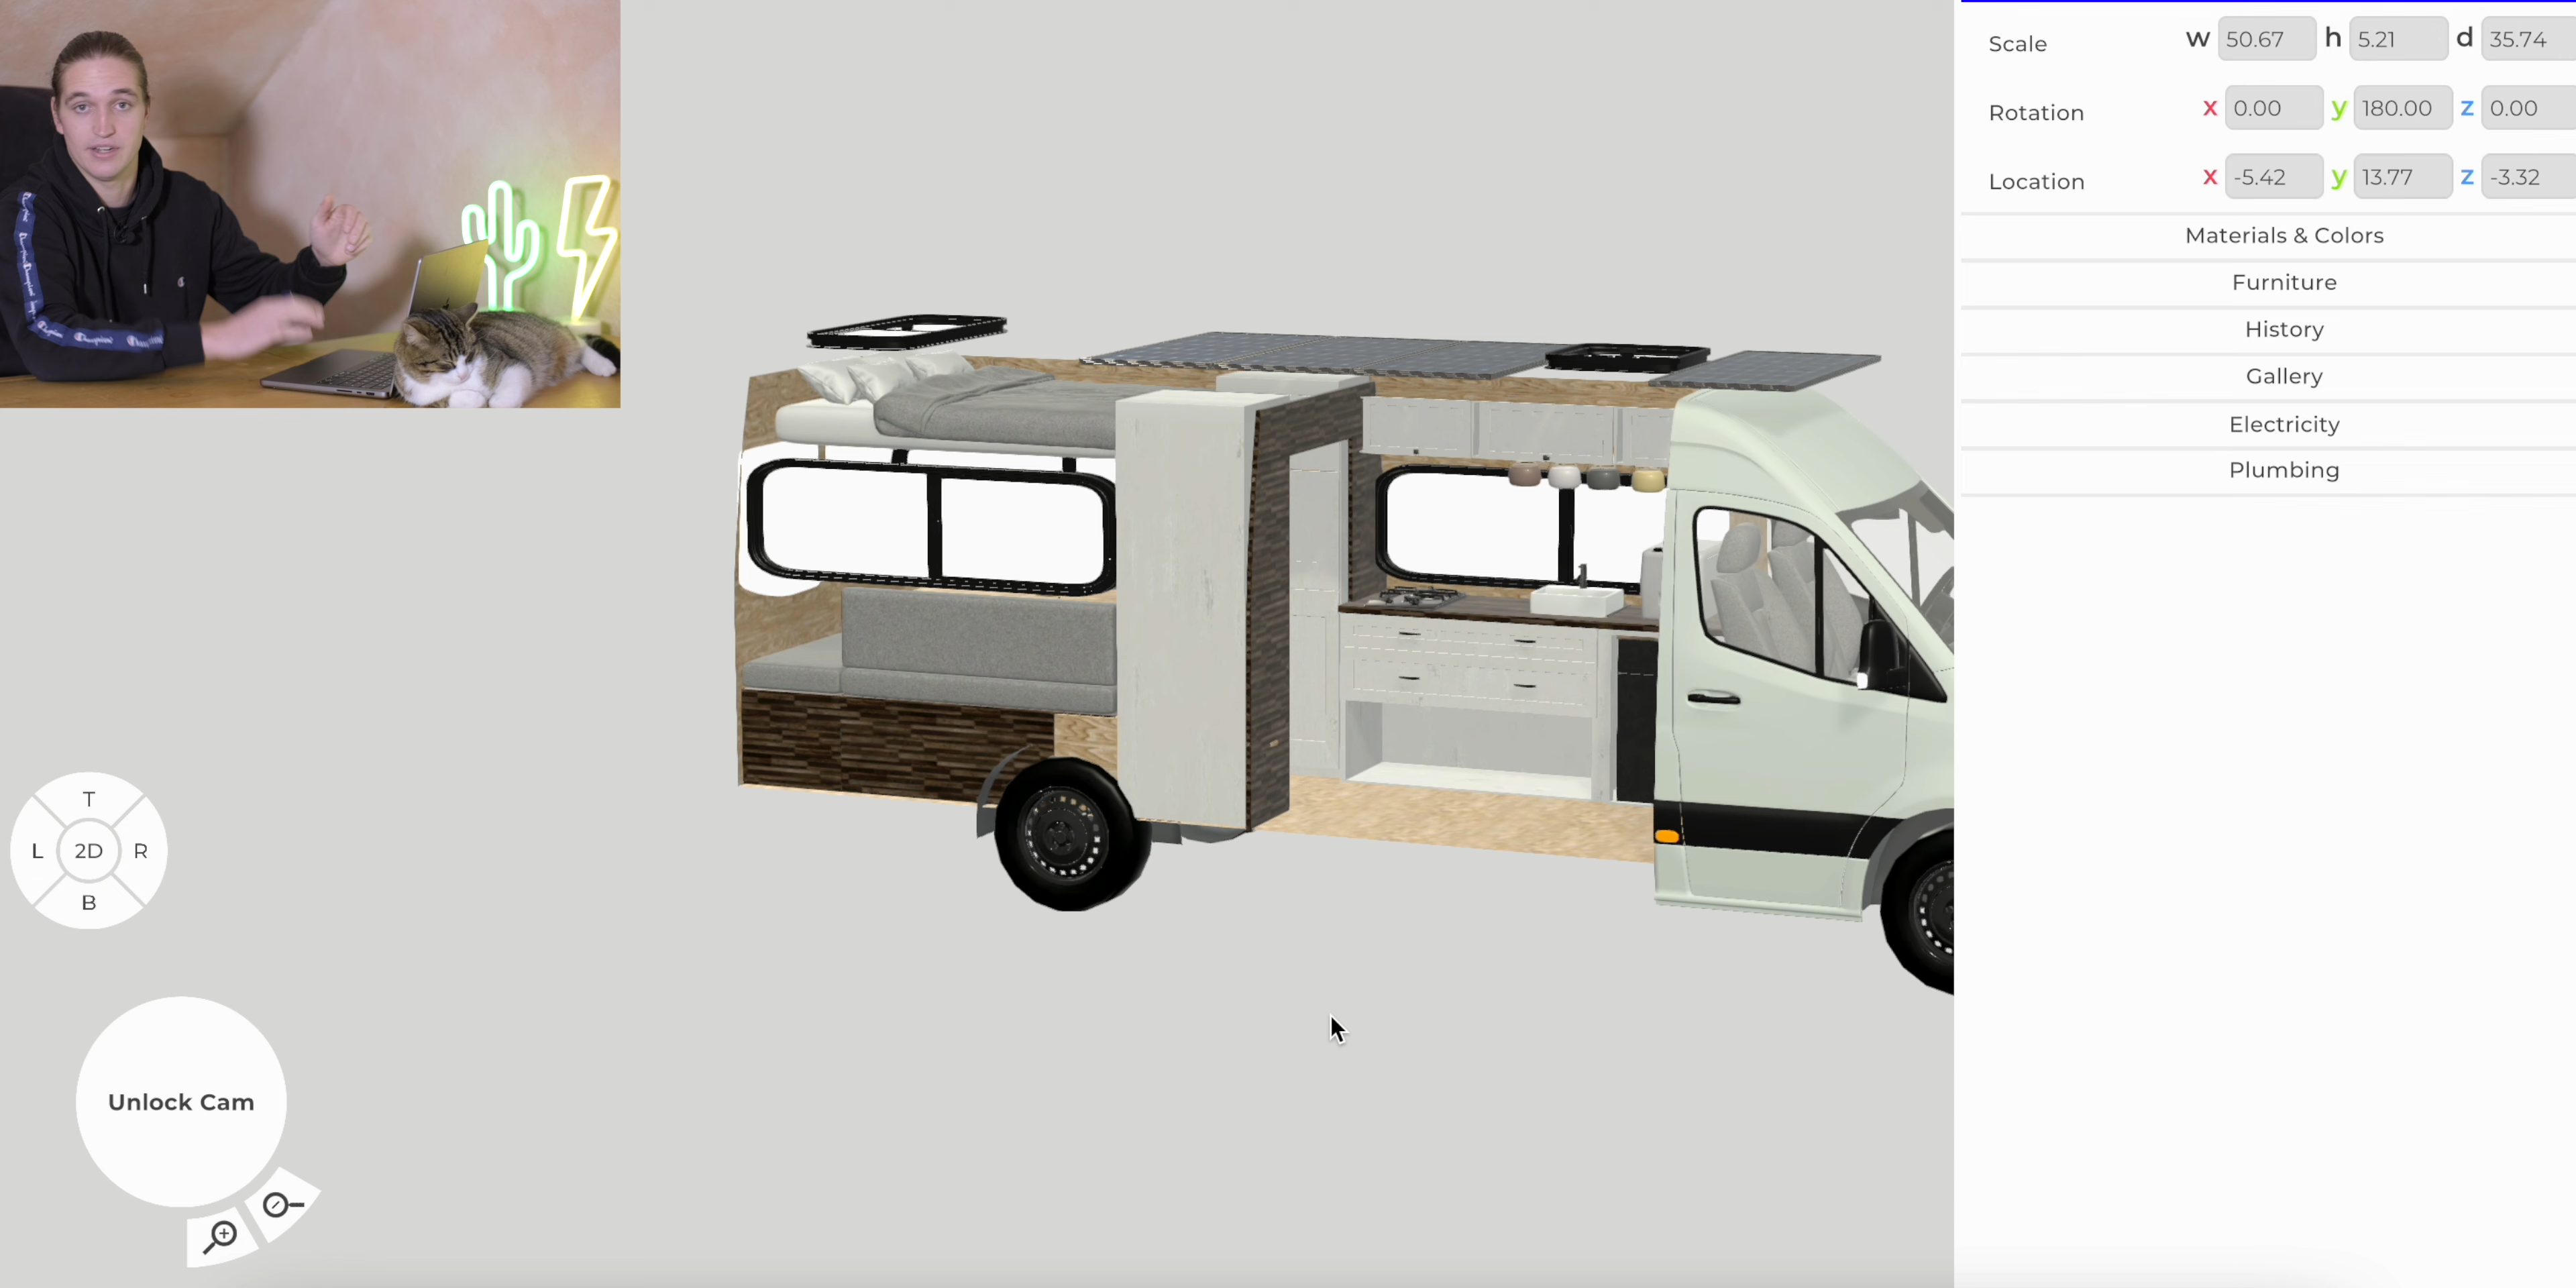 Scale w 50.67 h 5.21 d 35.74
Rotation x 0.00 y 180.00 z 0.00
Location x -5.42 y 13.77 z -3.32
Materials & Colors
Furniture
History
Gallery
Electricity
Plumbing
T
L 2D R
B
Unlock Cam
Champion